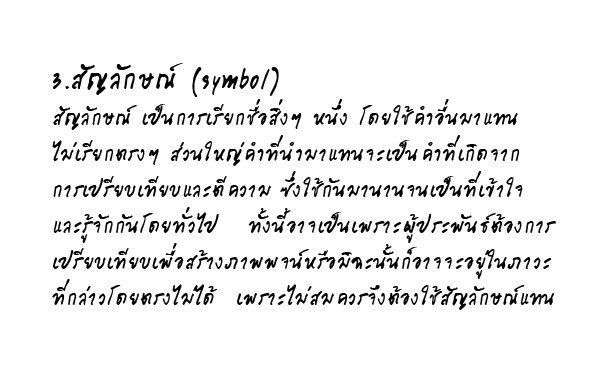 3.สัญลักษณ์ (symbol)
สัญลักษณ์ เป็นการเรียกชื่อสิ่งๆ หนึ่ง โดยใช้คำอื่นมาแทน
ไม่เรียกตรงๆ ส่วนใหญ่คำที่นำมาแทนจะเป็นคำที่เกิดจาก
การเปรียบเทียบและตีความ ซึ่งใช้กันมานานจนเป็นที่เข้าใจ
และรู้จักกันโดยทั่วไป ทั้งนี้อาจเป็นเพราะผู้ประพันธ์ต้องการ
เปรียบเทียบเพื่อสร้างภาพพจน์หรือมิฉะนั้นก็อาจจะอยู่ในภาวะ
ที่กล่าวโดยตรงไม่ได้ เพราะไม่สมควรจึงต้องใช้สัญลักษณ์แทน